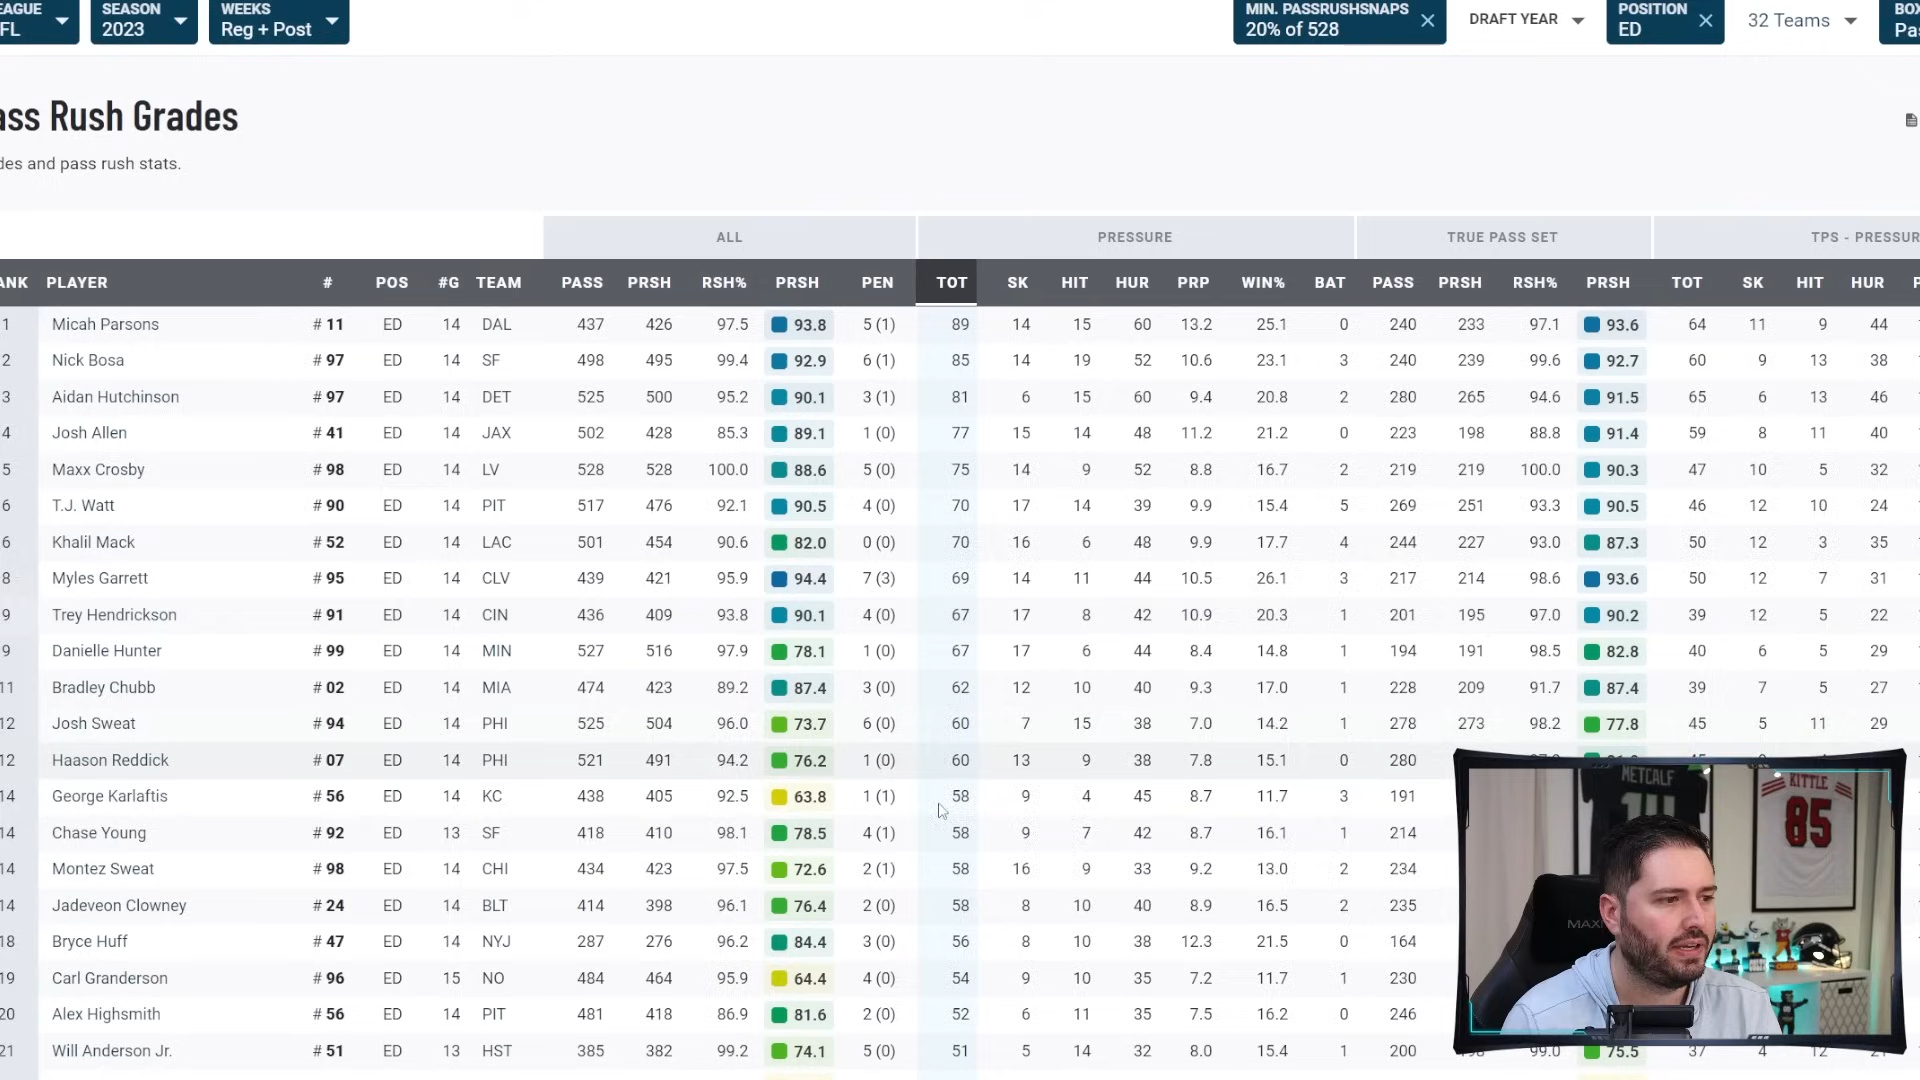 EAGUE SEASON WEEKS MIN. PASSRUSHSNAPS DRAFT YEAR POSITION 32 Teams BOX
FL 2023 Reg + Post 20% of 528 ED Pas
ass Rush Grades
des and pass rush stats.
ALL PRESSURE TRUE PASS SET TPS - PRESSUR
ANK PLAYER # POS #G TEAM PASS PRSH RSH% PRSH PEN TOT SK HIT HUR PRP WIN% BAT PASS PRSH RSH% PRSH TOT SK HIT HUR P
1 Micah Parsons # 11 ED 14 DAL 437 426 97.5 93.8 5 (1) 89 14 15 60 13.2 25.1 0 240 233 97.1 93.6 64 11 9 44
2 Nick Bosa # 97 ED 14 SF 498 495 99.4 92.9 6 (1) 85 14 19 52 10.6 23.1 3 240 239 99.6 92.7 60 9 13 38
3 Aidan Hutchinson # 97 ED 14 DET 525 500 95.2 90.1 3 (1) 81 6 15 60 9.4 20.8 2 280 265 94.6 91.5 65 6 13 46
4 Josh Allen # 41 ED 14 JAX 502 428 85.3 89.1 1 (0) 77 15 14 48 11.2 21.2 0 223 198 88.8 91.4 59 8 11 40
5 Maxx Crosby # 98 ED 14 LV 528 528 100.0 88.6 5 (0) 75 14 9 52 8.8 16.7 2 219 219 100.0 90.3 47 10 5 32
6 T.J. Watt # 90 ED 14 PIT 517 476 92.1 90.5 4 (0) 70 17 14 39 9.9 15.4 5 269 251 93.3 90.5 46 12 10 24
6 Khalil Mack # 52 ED 14 LAC 501 454 90.6 82.0 0 (0) 70 16 6 48 9.9 17.7 4 244 227 93.0 87.3 50 12 3 35
8 Myles Garrett # 95 ED 14 CLV 439 421 95.9 94.4 7 (3) 69 14 11 44 10.5 26.1 3 217 214 98.6 93.6 50 12 7 31
9 Trey Hendrickson # 91 ED 14 CIN 436 409 93.8 90.1 4 (0) 67 17 8 42 10.9 20.3 1 201 195 97.0 90.2 39 12 5 22
9 Danielle Hunter # 99 ED 14 MIN 527 516 97.9 78.1 1 (0) 67 17 6 44 8.4 14.8 1 194 191 98.5 82.8 40 6 5 29
11 Bradley Chubb # 02 ED 14 MIA 474 423 89.2 87.4 3 (0) 62 12 10 40 9.3 17.0 1 228 209 91.7 87.4 39 7 5 27
12 Josh Sweat # 94 ED 14 PHI 525 504 96.0 73.7 6 (0) 60 7 15 38 7.0 14.2 1 278 273 98.2 77.8 45 5 11 29
12 Haason Reddick # 07 ED 14 PHI 521 491 94.2 76.2 1 (0) 60 13 9 38 7.8 15.1 0 280
14 George Karlaftis # 56 ED 14 KC 438 405 92.5 63.8 1 (1) 58 9 4 45 8.7 11.7 3 191
14 Chase Young # 92 ED 13 SF 418 410 98.1 78.5 4 (1) 58 9 7 42 8.7 16.1 1 214
14 Montez Sweat # 98 ED 14 CHI 434 423 97.5 72.6 2 (1) 58 16 9 33 9.2 13.0 2 234
14 Jadeveon Clowney # 24 ED 14 BLT 414 398 96.1 76.4 2 (0) 58 8 10 40 8.9 16.5 2 235
18 Bryce Huff # 47 ED 14 NYJ 287 276 96.2 84.4 3 (0) 56 8 10 38 12.3 21.5 0 164
19 Carl Granderson # 96 ED 15 NO 484 464 95.9 64.4 4 (0) 54 9 10 35 7.2 11.7 1 230
20 Alex Highsmith # 56 ED 14 PIT 481 418 86.9 81.6 2 (0) 52 6 11 35 7.5 16.2 0 246
21 Will Anderson Jr. # 51 ED 13 HST 385 382 99.2 74.1 5 (0) 51 5 14 32 8.0 15.4 1 200 198 99.0 75.5 37 4 12
METCALF
KITTLE
85